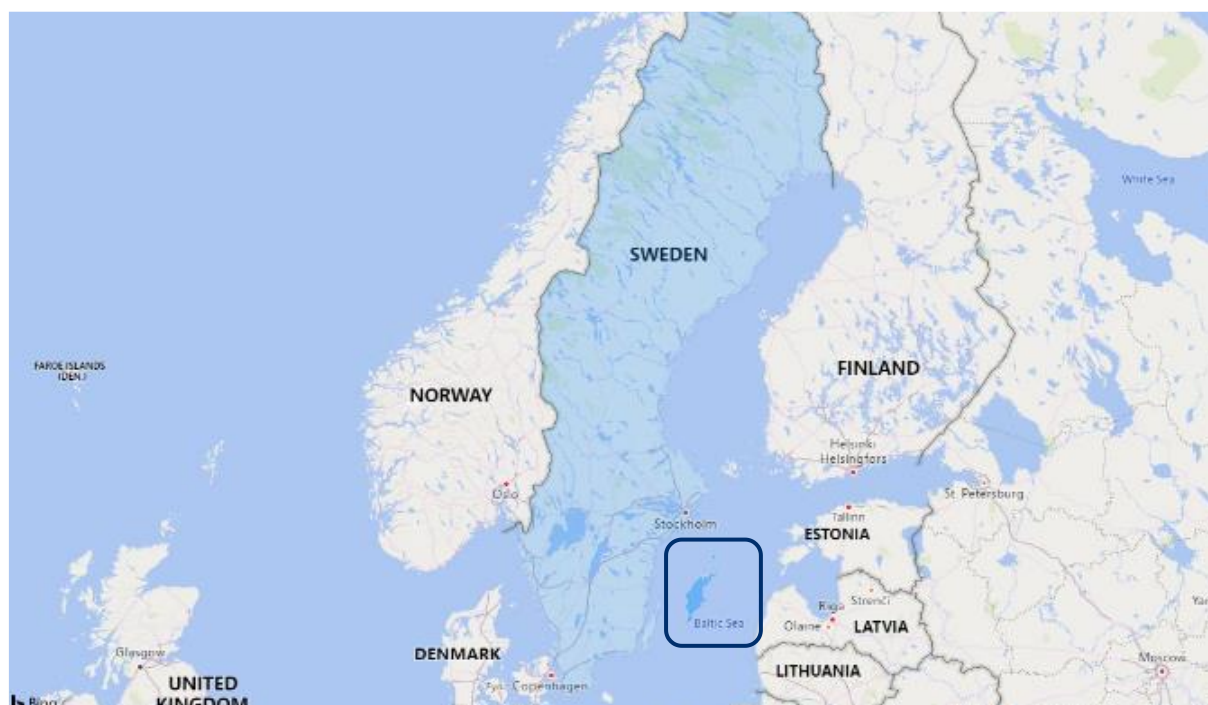 White Sea
SWEDEN
FAROE ISLANDS
(DEN.)
FINLAND
NORWAY
Helsinki
Helsingfors
Oslo
St. Petersburg
Stockholm
Tallinn
ESTONIA
Riga
Strenči
Baltic Sea
Olaine
LATVIA
Glasgow
DENMARK
Moscow
LITHUANIA
Copenhagen
UNITED
KINGDOM
Bing